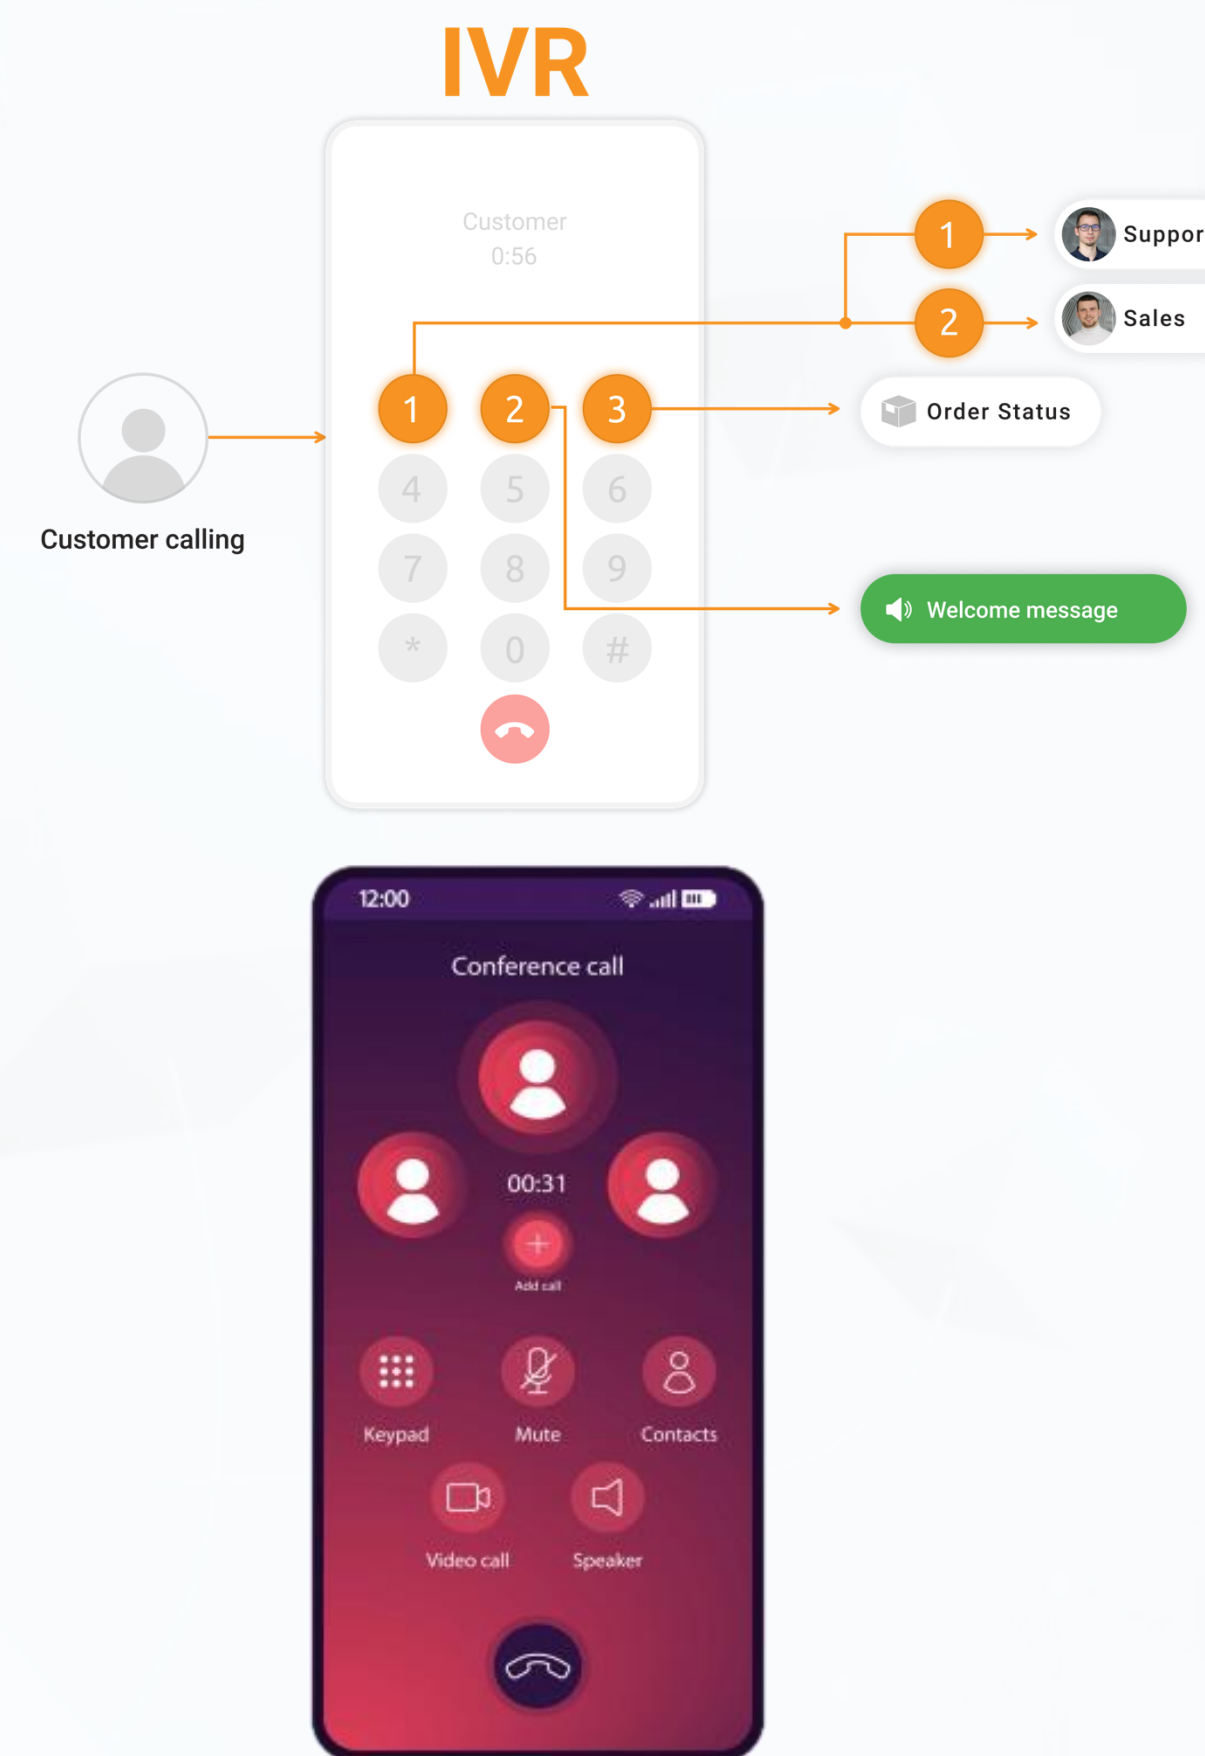 IVR
Customer
0:56
1
Suppor
2
Sales
1 2 3
Order Status
4 5 6
Customer calling
7 8 9
Welcome message
* 0 #
12:00
Conference call
00:31
Add call
Keypad Mute Contacts
Video call Speaker